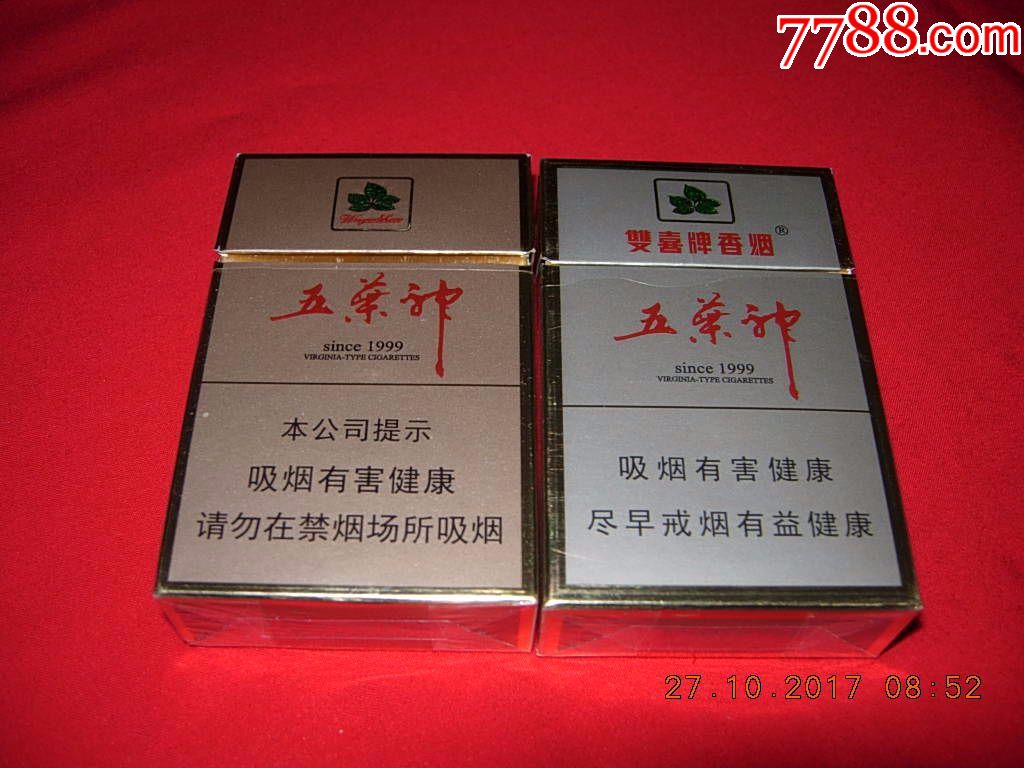 7788.com
五葉神
since 1999
VIRGINIA-TYPE CIGARETTES
本公司提示
吸烟有害健康
请勿在禁烟场所吸烟
雙喜牌香烟®
五葉神
since 1999
VIRGINIA-TYPE CIGARETTES
吸烟有害健康
尽早戒烟有益健康
27.10.2017 08:52